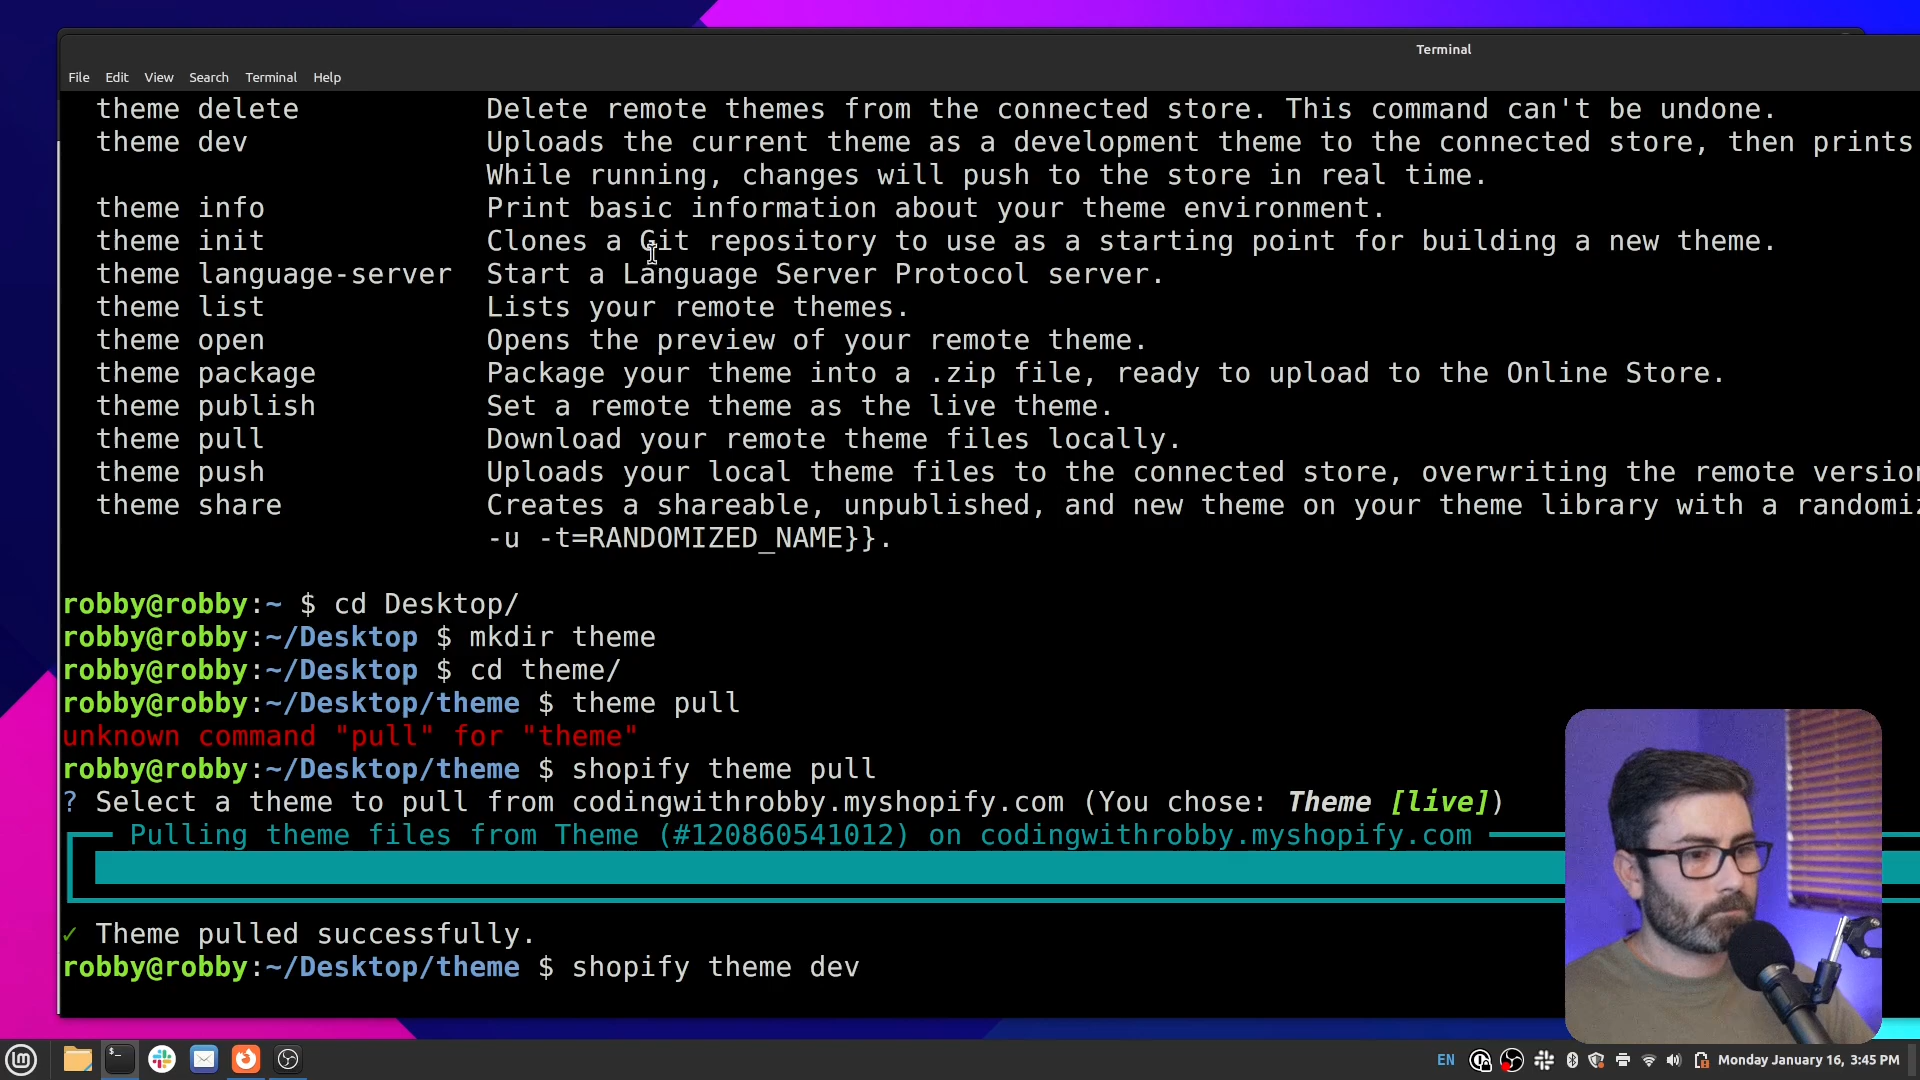 Terminal
File Edit View Search Terminal Help
theme delete Delete remote themes from the connected store. This command can't be undone.
theme dev Uploads the current theme as a development theme to the connected store, then prints
While running, changes will push to the store in real time.
theme info Print basic information about your theme environment.
theme init Clones a Git repository to use as a starting point for building a new theme.
theme language-server Start a Language Server Protocol server.
theme list Lists your remote themes.
theme open Opens the preview of your remote theme.
theme package Package your theme into a .zip file, ready to upload to the Online Store.
theme publish Set a remote theme as the live theme.
theme pull Download your remote theme files locally.
theme push Uploads your local theme files to the connected store, overwriting the remote version
theme share Creates a shareable, unpublished, and new theme on your theme library with a randomiz
-u -t=RANDOMIZED_NAME}}.
robby@robby:~ $ cd Desktop/
robby@robby:~/Desktop $ mkdir theme
robby@robby:~/Desktop $ cd theme/
robby@robby:~/Desktop/theme $ theme pull
unknown command "pull" for "theme"
robby@robby:~/Desktop/theme $ shopify theme pull
? Select a theme to pull from codingwithrobby.myshopify.com (You chose: Theme [live])
Pulling theme files from Theme (#120860541012) on codingwithrobby.myshopify.com
✓ Theme pulled successfully.
robby@robby:~/Desktop/theme $ shopify theme dev
EN Monday January 16, 3:45 PM